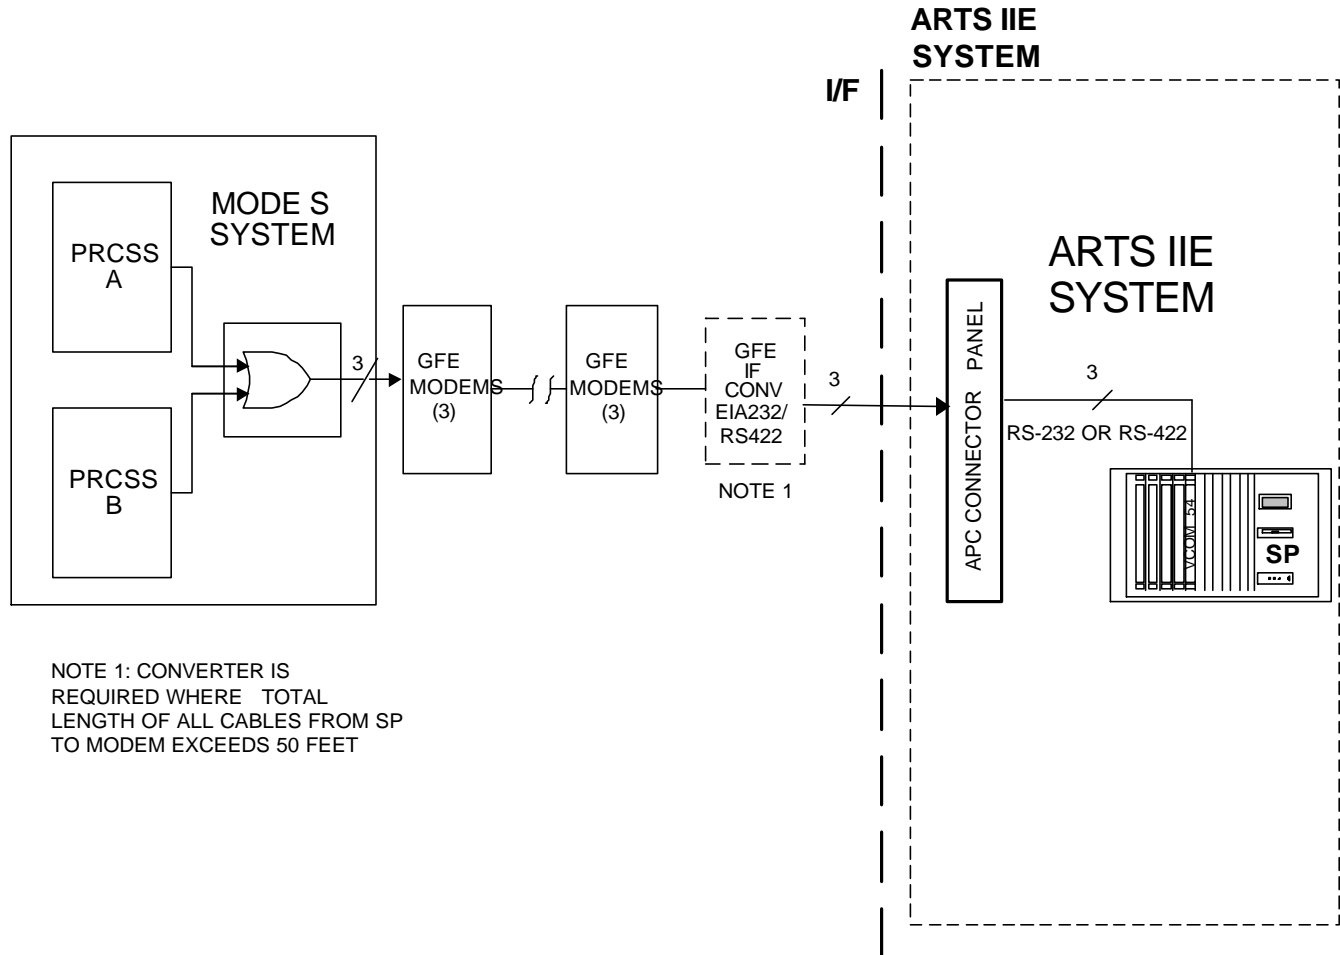 ARTS IIE
SYSTEM
I/F
MODE S
SYSTEM
PRCSS
A
PRCSS
B
3
GFE
MODEMS
(3)
GFE
MODEMS
(3)
GFE
IF
CONV
EIA232/
RS422
NOTE 1
3
ARTS IIE
SYSTEM
APC CONNECTOR PANEL
3
RS-232 OR RS-422
VCOM 54
SP
NOTE 1: CONVERTER IS
REQUIRED WHERE TOTAL
LENGTH OF ALL CABLES FROM SP
TO MODEM EXCEEDS 50 FEET